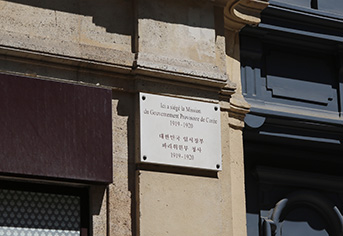 Ici a siégé la Mission
du Gouvernement Provisoire de Corée
1919-1920
대한민국 임시정부
파리위원부 청사
1919-1920